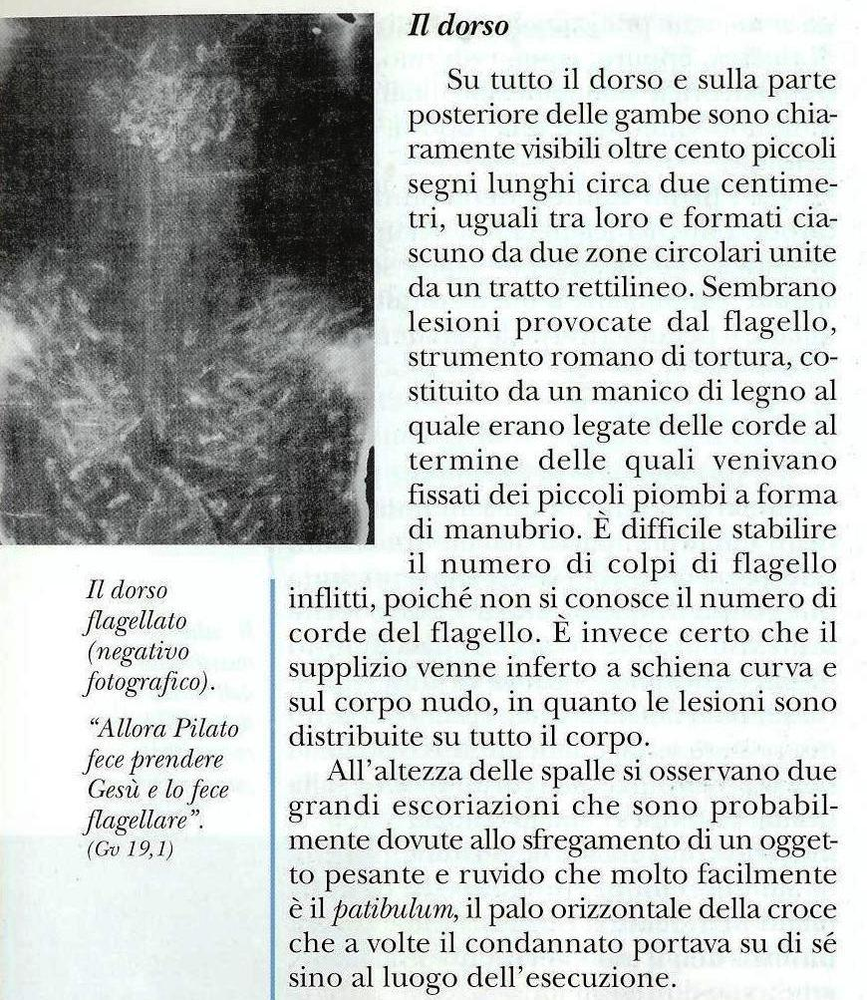 Il dorso
Su tutto il dorso e sulla parte
posteriore delle gambe sono chia-
ramente visibili oltre cento piccoli
segni lunghi circa due centime-
tri, uguali tra loro e formati cia-
scuno da due zone circolari unite
da un tratto rettilineo. Sembrano
lesioni provocate dal flagello,
strumento romano di tortura, co-
stituito da un manico di legno al
quale erano legate delle corde al
termine delle quali venivano
fissati dei piccoli piombi a forma
di manubrio. È difficile stabilire
il numero di colpi di flagello
inflitti, poiché non si conosce il numero di
corde del flagello. È invece certo che il
supplizio venne inferto a schiena curva e
sul corpo nudo, in quanto le lesioni sono
distribuite su tutto il corpo.
All'altezza delle spalle si osservano due
grandi escoriazioni che sono probabil-
mente dovute allo sfregamento di un ogget-
to pesante e ruvido che molto facilmente
è il patibulum, il palo orizzontale della croce
che a volte il condannato portava su di sé
sino al luogo dell'esecuzione.
Il dorso
flagellato
(negativo
fotografico).
“Allora Pilato
fece prendere
Gesù e lo fece
flagellare”.
(Gv 19,1)